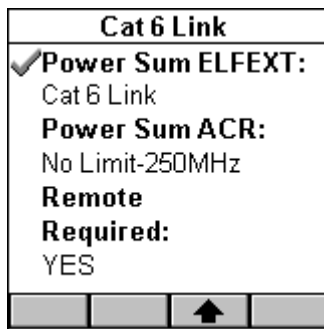 Cat 6 Link
Power Sum ELFEXT:
Cat 6 Link
Power Sum ACR:
No Limit-250MHz
Remote
Required:
YES